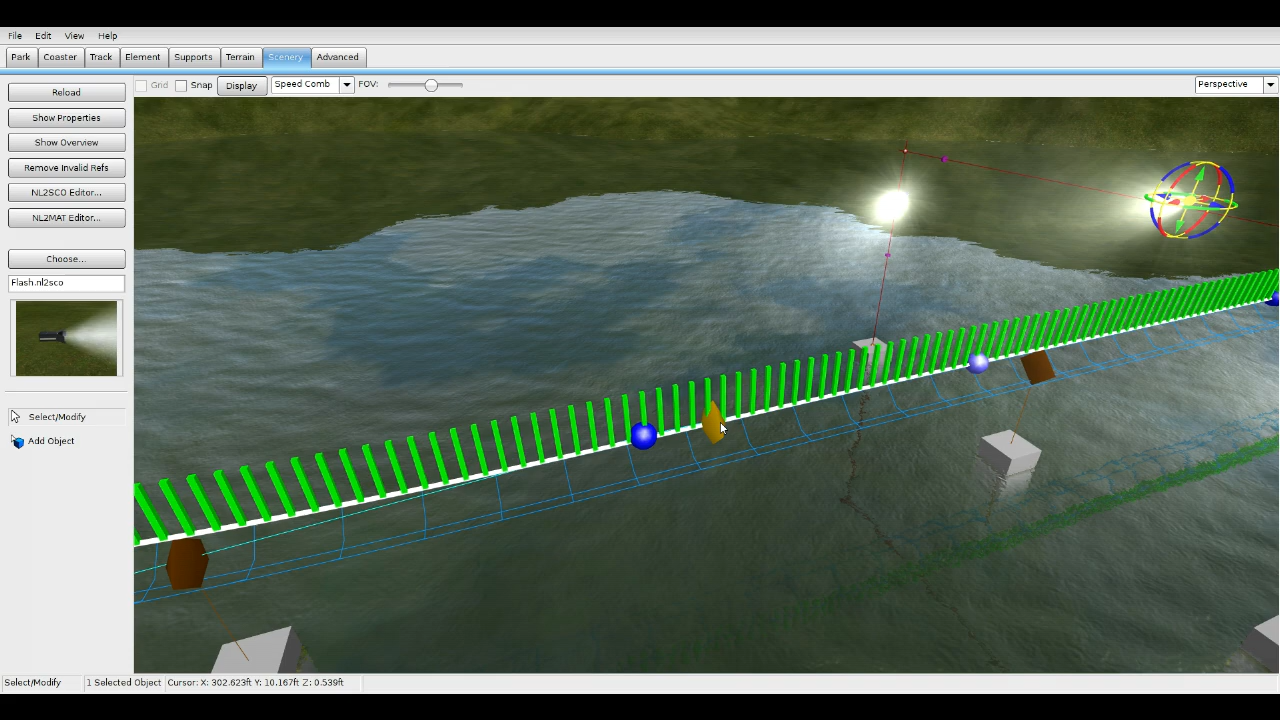 File Edit View Help
Park Coaster Track Element Supports Terrain Scenery Advanced
Grid Snap Display Speed Comb FOV: Perspective
Reload
Show Properties
Show Overview
Remove Invalid Refs
NL2SCO Editor...
NL2MAT Editor...
Choose...
Flash.nl2sco
Select/Modify
Add Object
Select/Modify 1 Selected Object Cursor: X: 302.623ft Y: 10.167ft Z: 0.539ft